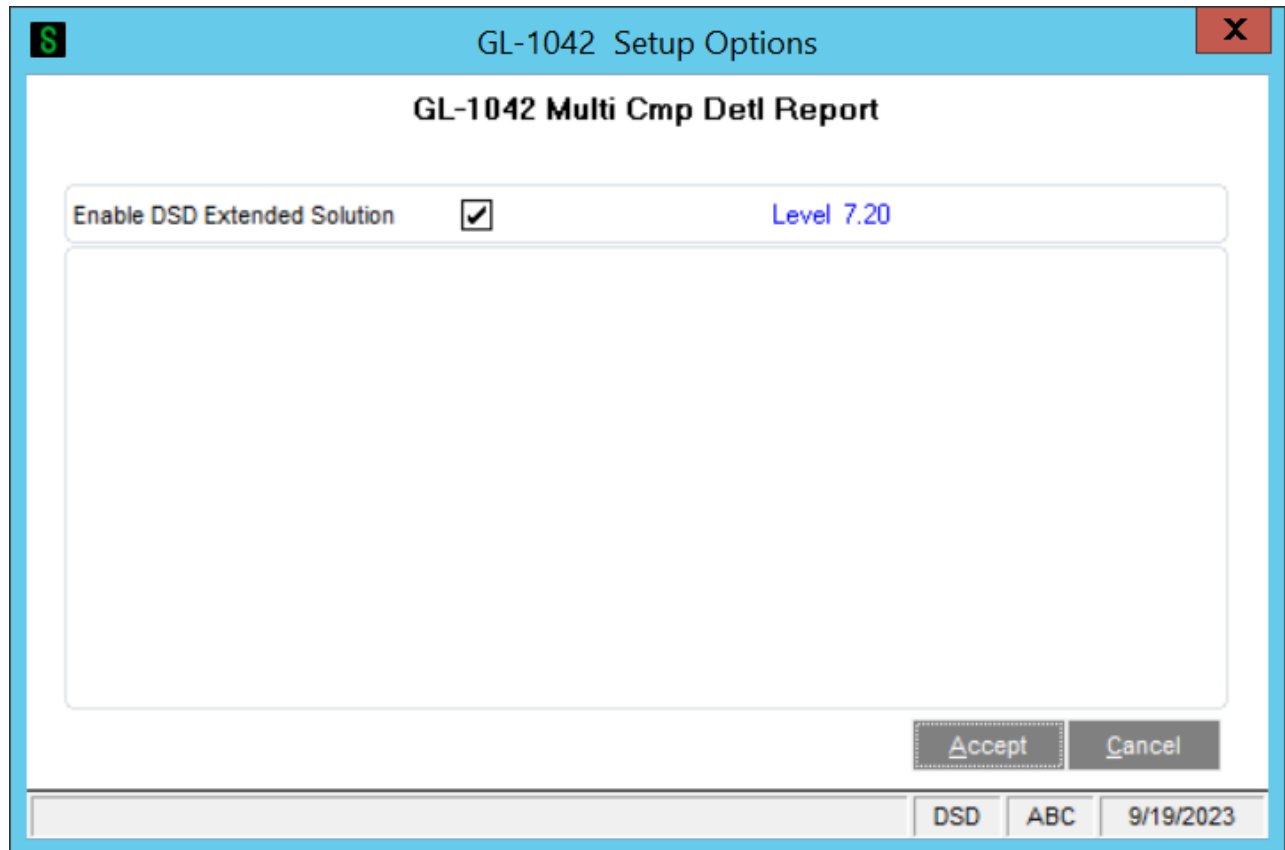 S GL-1042 Setup Options X
GL-1042 Multi Cmp Detl Report
Enable DSD Extended Solution Level 7.20
Accept Cancel
DSD ABC 9/19/2023